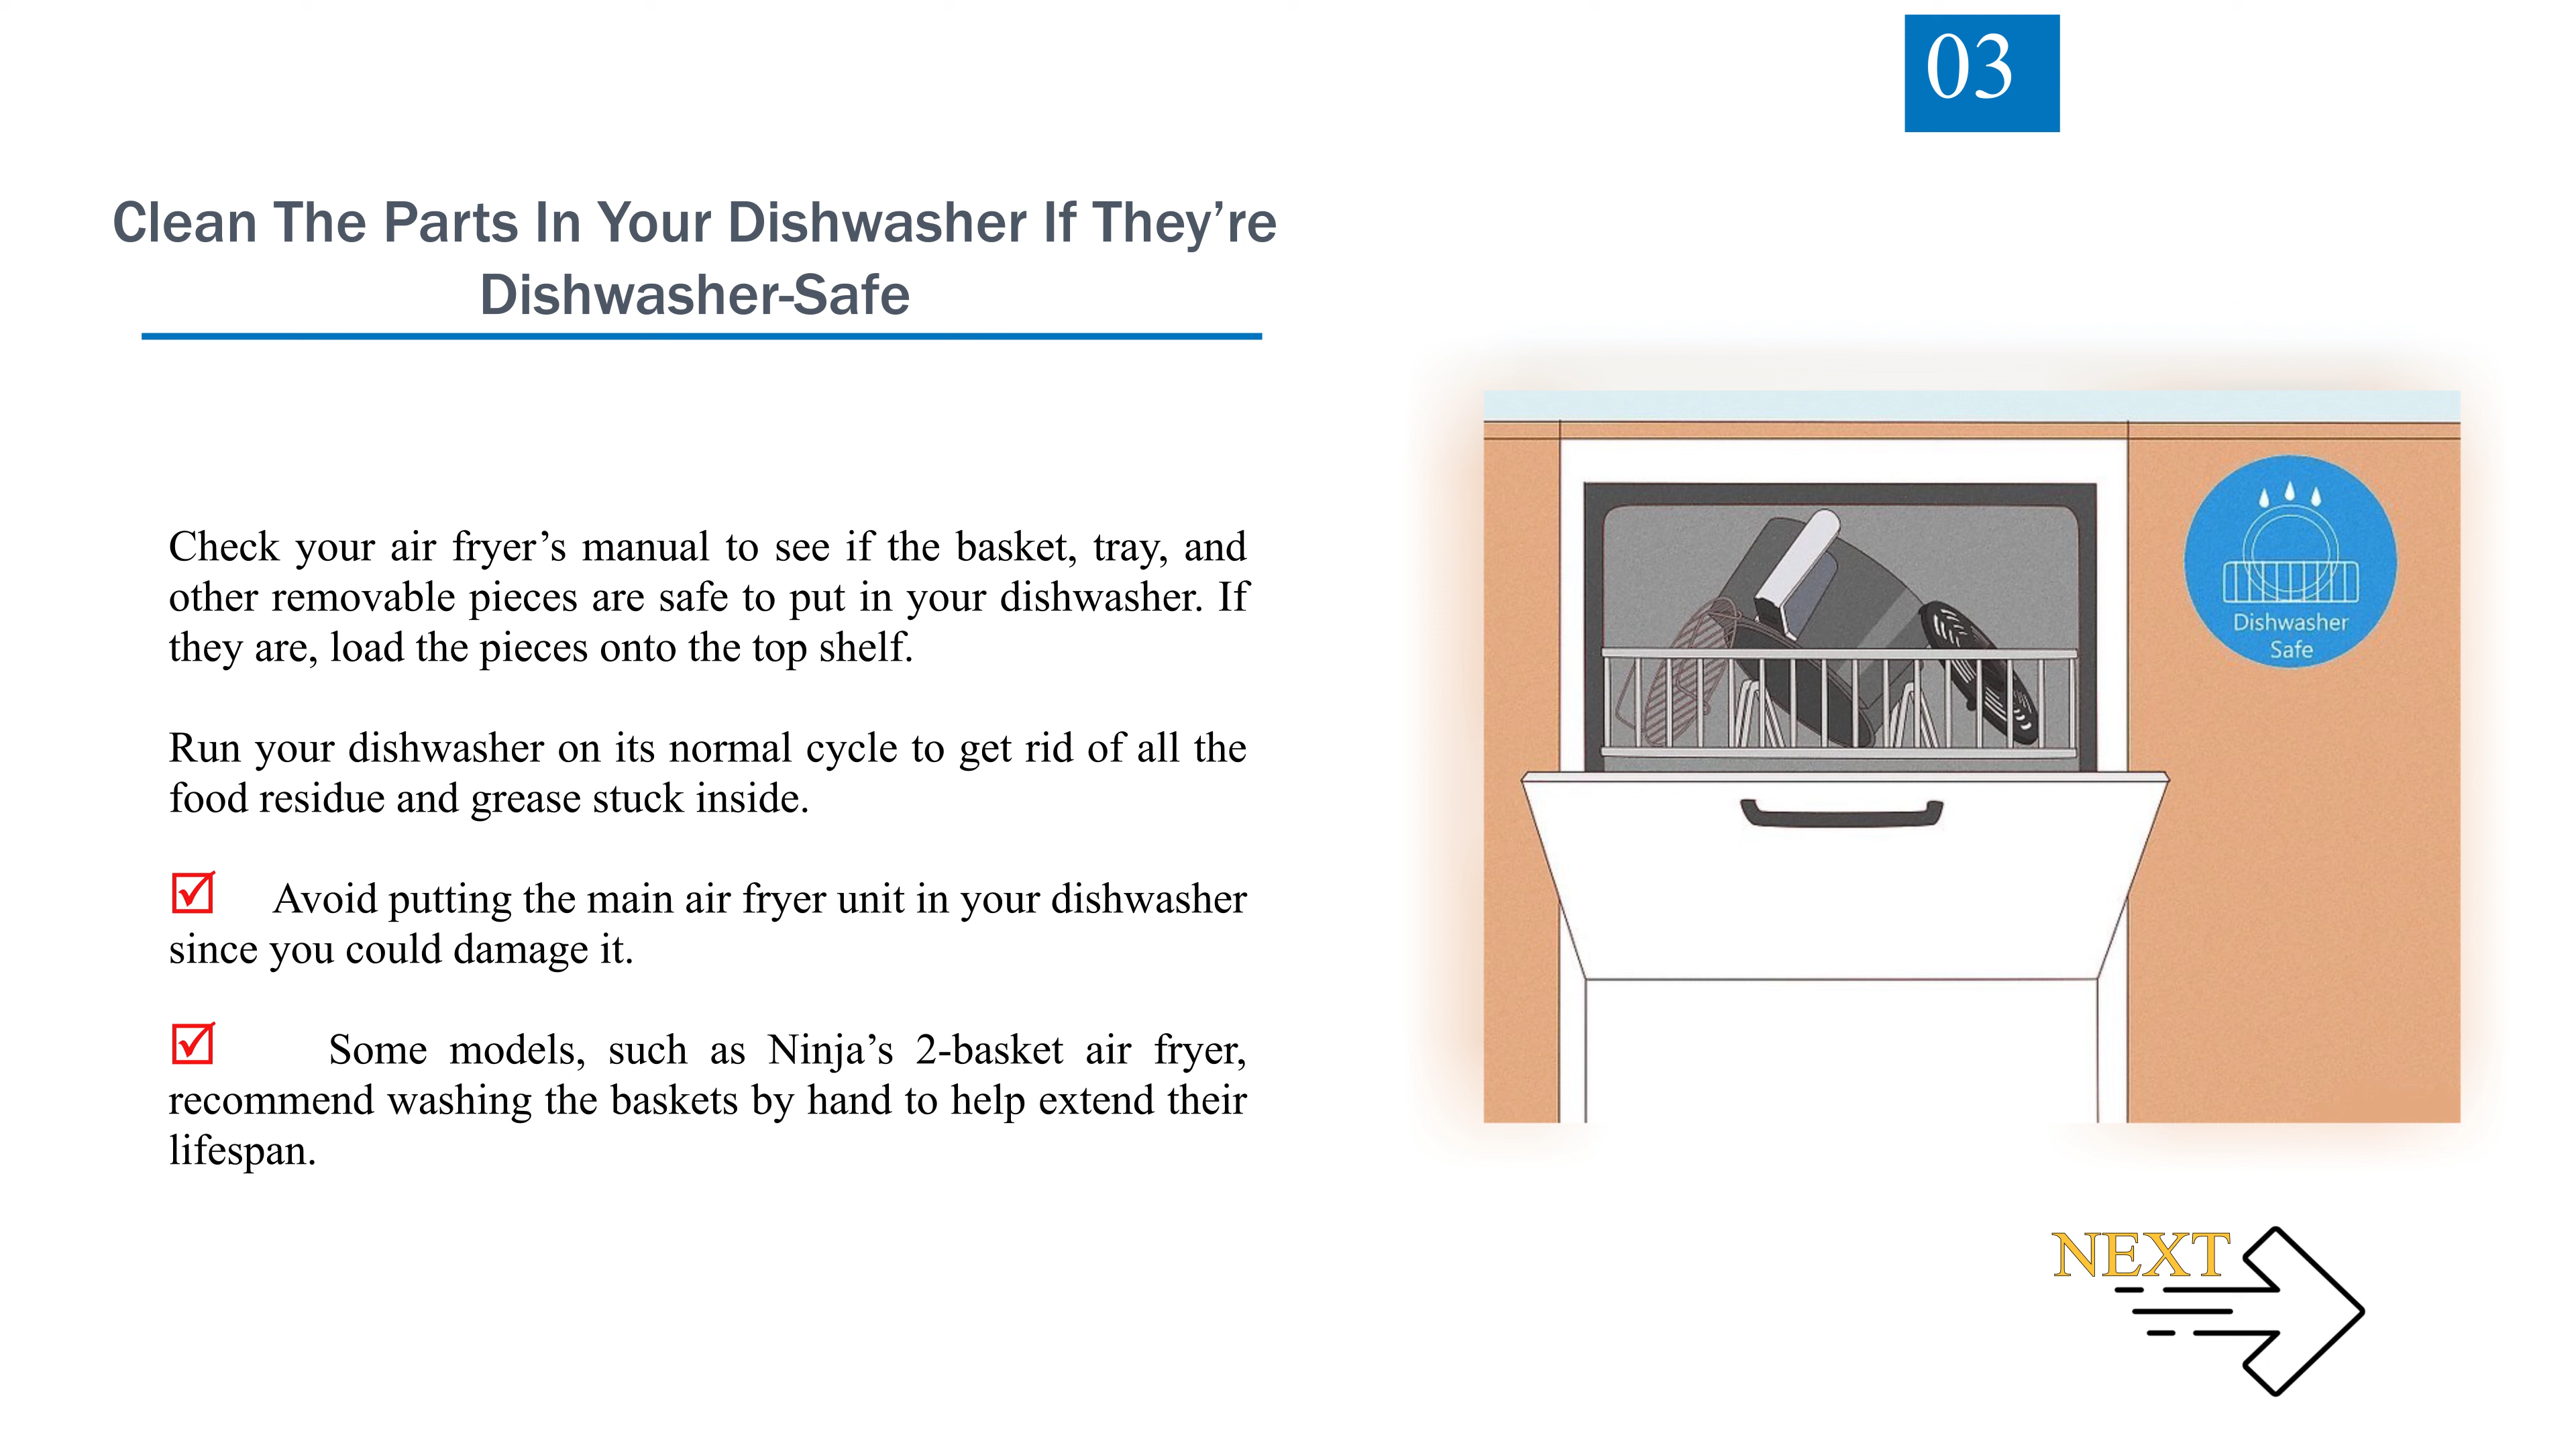 03
Clean The Parts In Your Dishwasher If They’re
Dishwasher-Safe
Check your air fryer’s manual to see if the basket, tray, and
other removable pieces are safe to put in your dishwasher. If
they are, load the pieces onto the top shelf.
Run your dishwasher on its normal cycle to get rid of all the
food residue and grease stuck inside.
Avoid putting the main air fryer unit in your dishwasher
since you could damage it.
Some models, such as Ninja’s 2-basket air fryer,
recommend washing the baskets by hand to help extend their
lifespan.
Dishwasher
Safe
NEXT